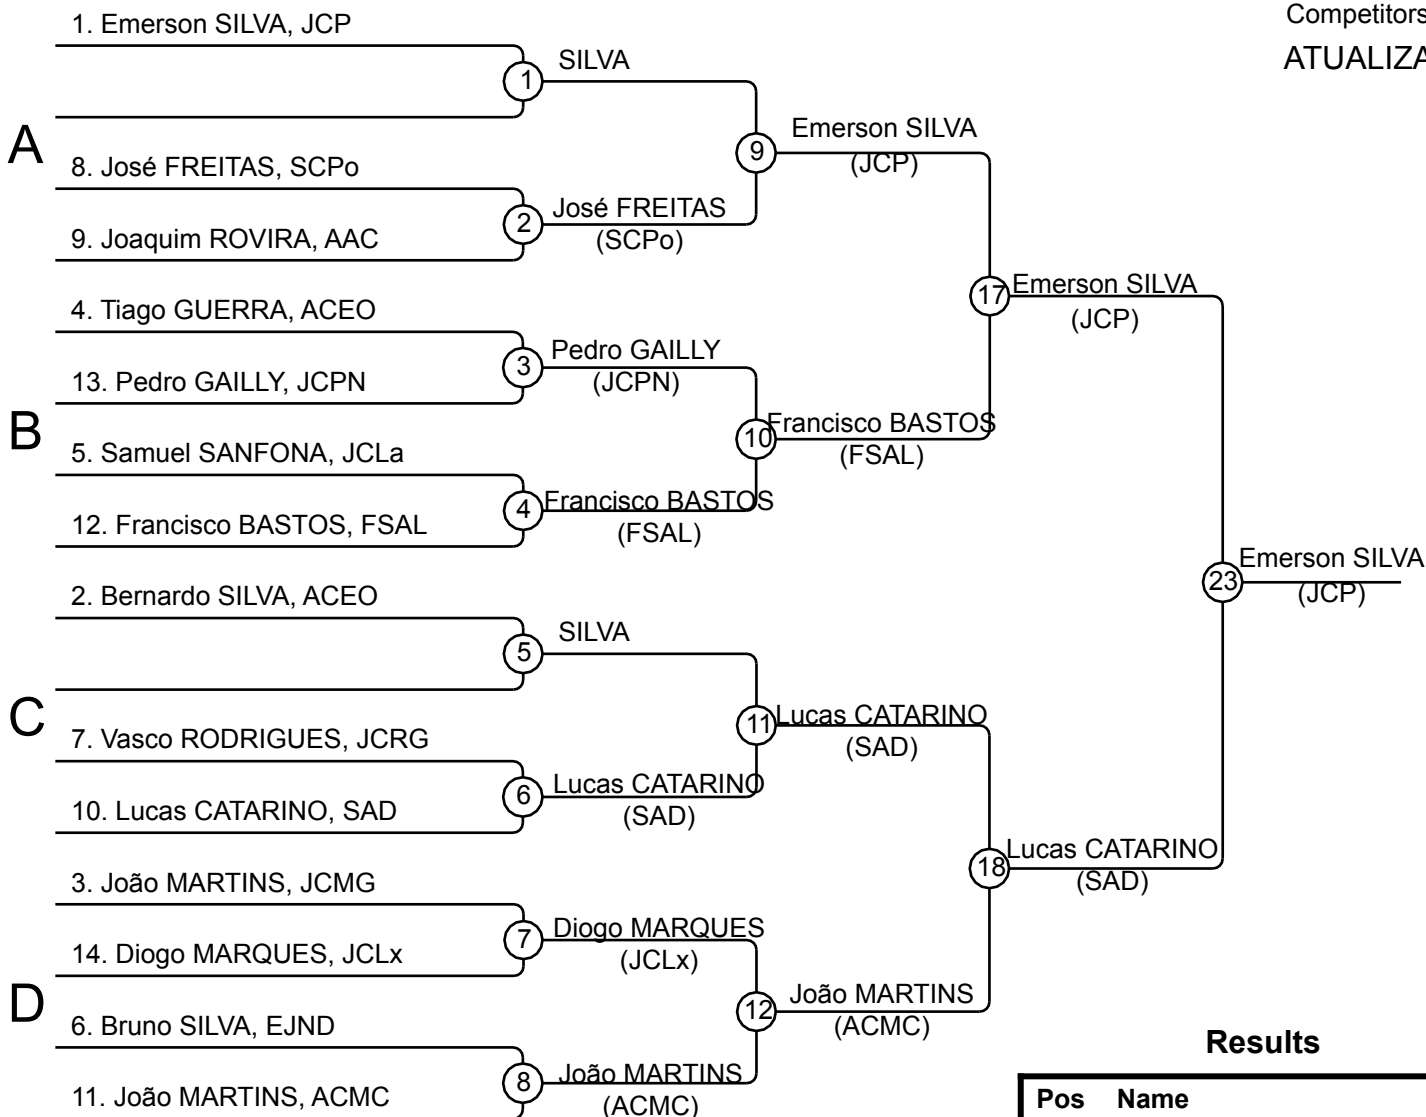 1. Emerson SILVA, JCP
Competitors
SILVA
1
ATUALIZA
A
Emerson SILVA
9
(JCP)
8. José FREITAS, SCPo
2
José FREITAS
(SCPo)
9. Joaquim ROVIRA, AAC
17
Emerson SILVA
(JCP)
4. Tiago GUERRA, ACEO
3
Pedro GAILLY
(JCPN)
13. Pedro GAILLY, JCPN
B
10
Francisco BASTOS
(FSAL)
5. Samuel SANFONA, JCLa
4
Francisco BASTOS
(FSAL)
12. Francisco BASTOS, FSAL
23
Emerson SILVA
(JCP)
2. Bernardo SILVA, ACEO
5
SILVA
C
11
Lucas CATARINO
(SAD)
7. Vasco RODRIGUES, JCRG
6
Lucas CATARINO
(SAD)
10. Lucas CATARINO, SAD
18
Lucas CATARINO
(SAD)
3. João MARTINS, JCMG
7
Diogo MARQUES
(JCLx)
14. Diogo MARQUES, JCLx
D
12
João MARTINS
(ACMC)
6. Bruno SILVA, EJND
8
João MARTINS
(ACMC)
11. João MARTINS, ACMC
Results
Pos Name